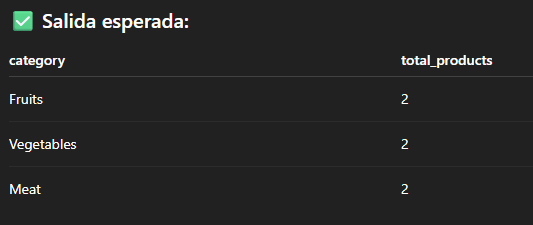 ✅ Salida esperada:
category total_products
Fruits 2
Vegetables 2
Meat 2